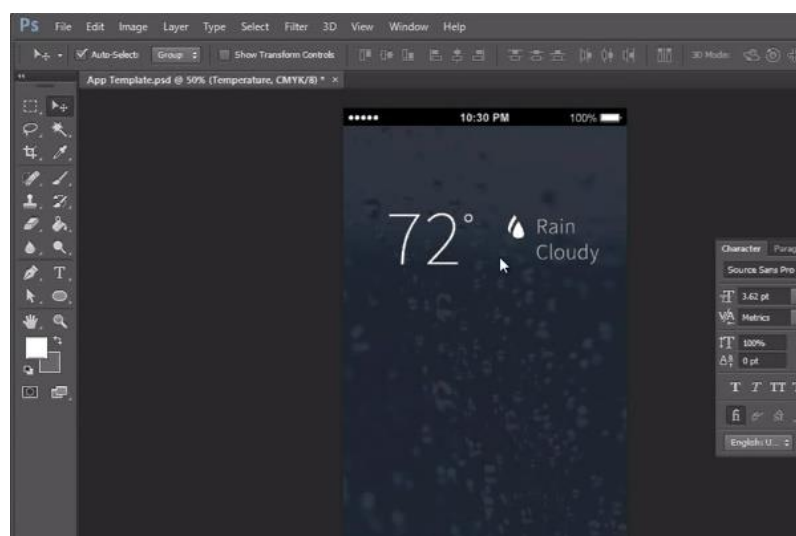 Ps File Edit Image Layer Type Select Filter 3D View Window Help
Auto-Select: Group Show Transform Controls 3D Mode:
App Template.psd @ 50% (Temperature, CMYK/8) * ×
10:30 PM 100%
72° Rain
Cloudy
Character Parag
Source Sans Pro
3.62 pt
Metrics
100%
0 pt
T T TT
fi
English: U...